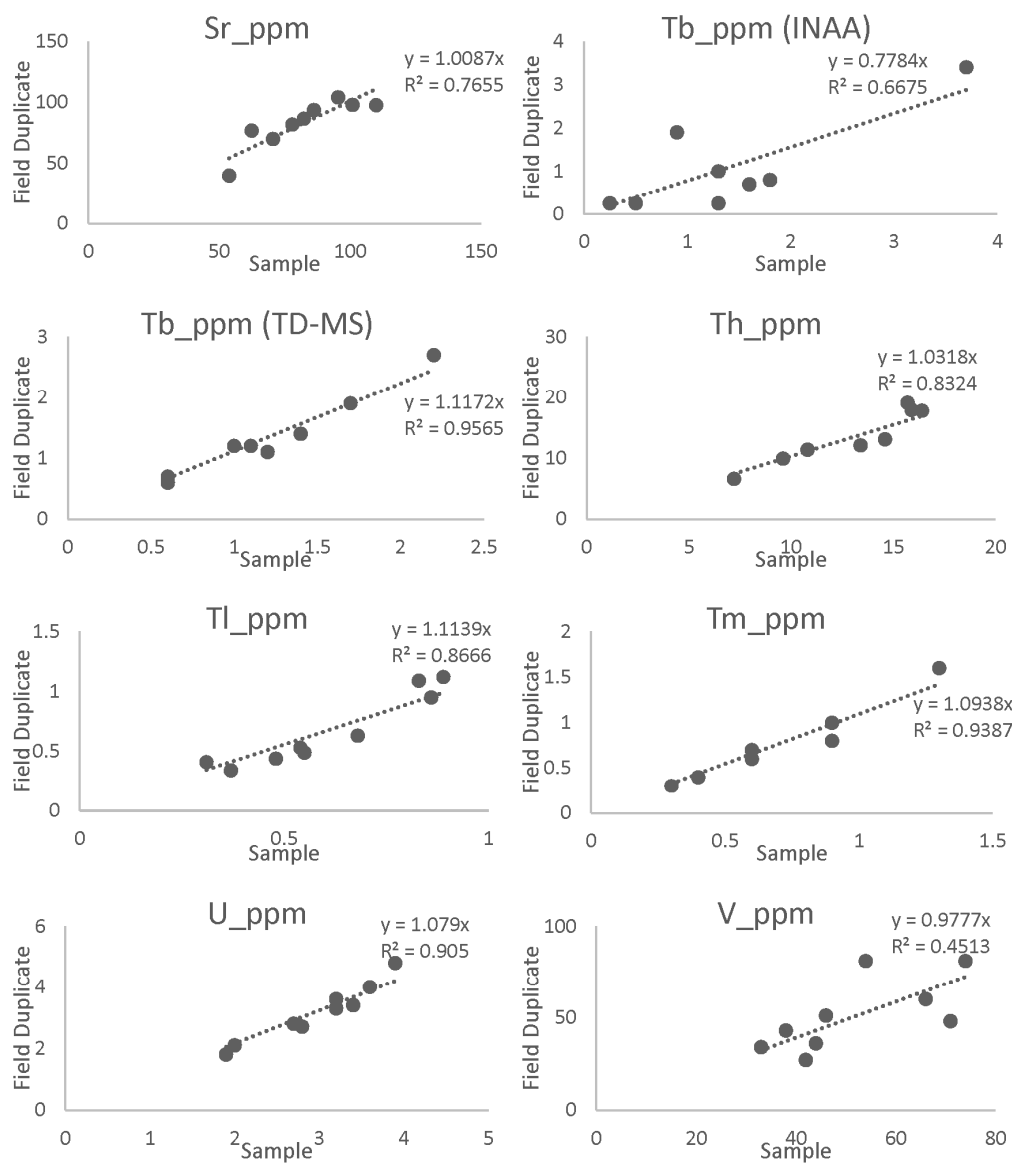 Sr_ppm
y = 1.0087x
R² = 0.7655
Field Duplicate
150
100
50
0
0
50
100
150
Sample
Tb_ppm (INAA)
y = 0.7784x
R² = 0.6675
Field Duplicate
4
3
2
1
0
0
1
2
3
4
Sample
Tb_ppm (TD-MS)
y = 1.1172x
R² = 0.9565
Field Duplicate
3
2
1
0
0
0.5
1
1.5
2
2.5
Sample
Th_ppm
y = 1.0318x
R² = 0.8324
Field Duplicate
30
20
10
0
0
5
10
15
20
Sample
Tl_ppm
y = 1.1139x
R² = 0.8666
Field Duplicate
1.5
1
0.5
0
0
0.5
1
Sample
Tm_ppm
y = 1.0938x
R² = 0.9387
Field Duplicate
2
1.5
1
0.5
0
0
0.5
1
1.5
Sample
U_ppm
y = 1.079x
R² = 0.905
Field Duplicate
6
4
2
0
0
1
2
3
4
5
Sample
V_ppm
y = 0.9777x
R² = 0.4513
Field Duplicate
100
50
0
0
20
40
60
80
Sample